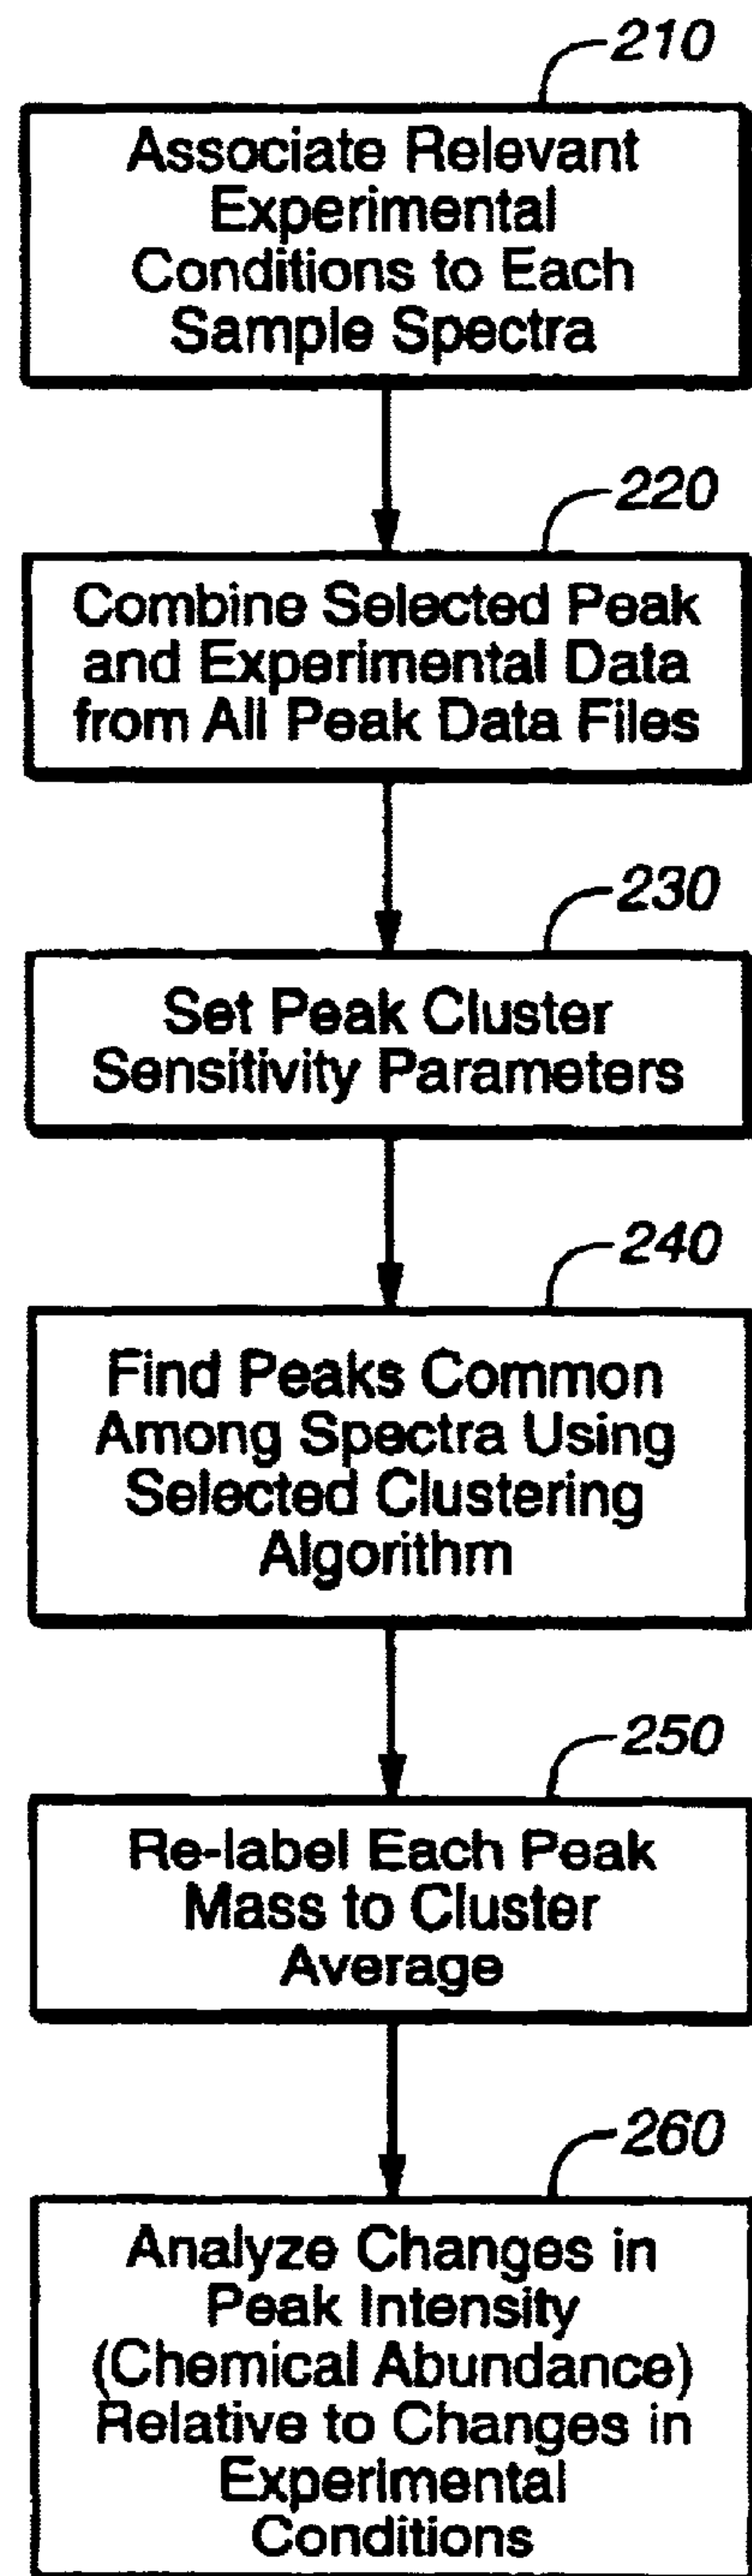 210
Associate Relevant
Experimental
Conditions to Each
Sample Spectra
220
Combine Selected Peak
and Experimental Data
from All Peak Data Files
230
Set Peak Cluster
Sensitivity Parameters
240
Find Peaks Common
Among Spectra Using
Selected Clustering
Algorithm
250
Re-label Each Peak
Mass to Cluster
Average
260
Analyze Changes in
Peak Intensity
(Chemical Abundance)
Relative to Changes in
Experimental
Conditions